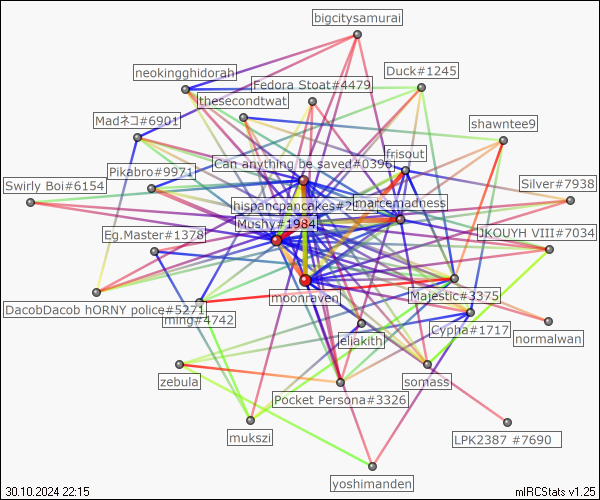 bigcitysamurai
neokingghidorah
Duck#1245
Fedora Stoat#4479
thesecondtwat
Madネコ#6901
shawntee9
frisout
Can anything be saved#0396
Pikabro#9971
Swirly Boi#6154
Silver#7938
hispancpancakes#2
marcemadness
Mushy#1984
Eg.Master#1378
JKOUYH VIII#7034
moonraven
Majestic#3375
DacobDacob hORNY police#5271
ming#4742
Cypha#1717
eliakith
normalwan
zebula
somass
Pocket Persona#3326
mukszi
LPK2387 #7690
yoshimanden
30.10.2024 22:15
mIRCStats v1.25